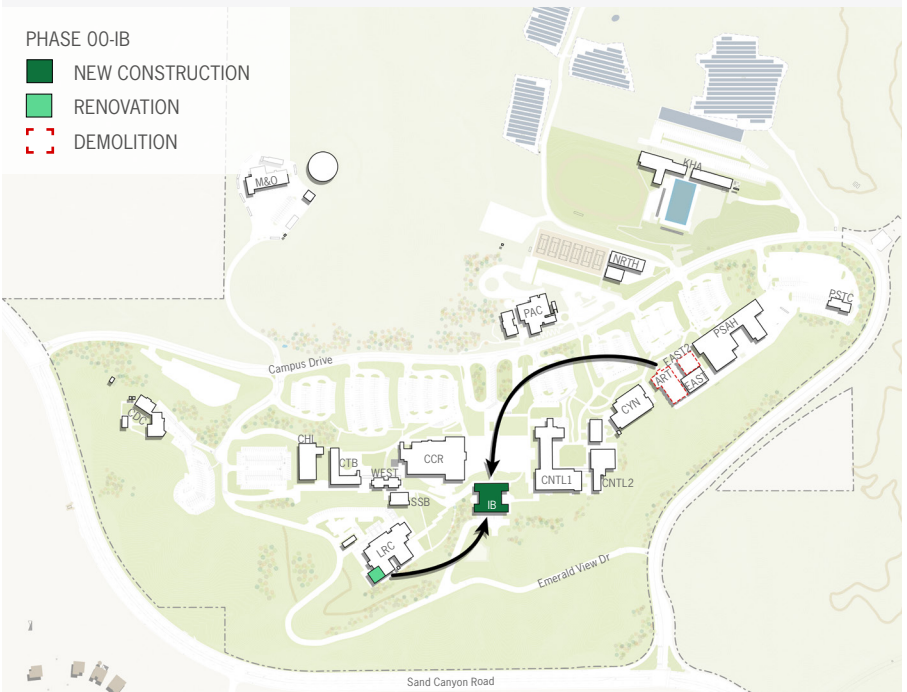 PHASE 00-IB
NEW CONSTRUCTION
RENOVATION
DEMOLITION
KHA
M&O
NRTH
PSTC
PAC
PSAH
EAST2
Campus Drive
ART
EAST
CYN
CDC
CHL
CTB
WEST
CCR
CNTL1
CNTL2
SSB
IB
LRC
Emerald View Dr
Sand Canyon Road